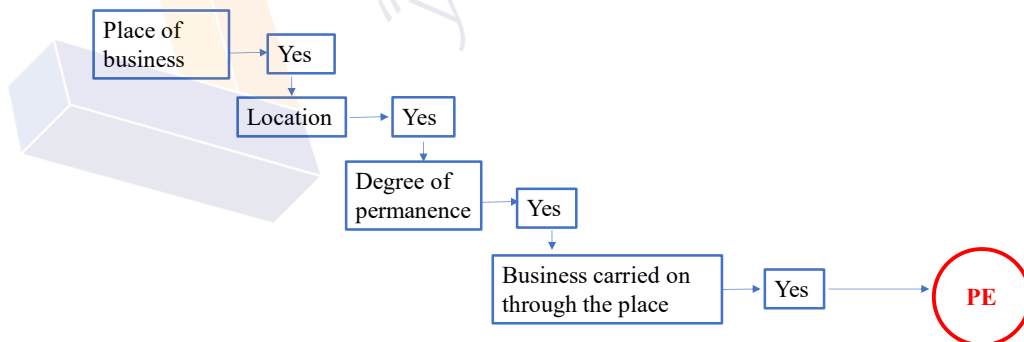 Place of
business
Yes
Location
Yes
Degree of
permanence
Yes
Business carried on
through the place
Yes
PE